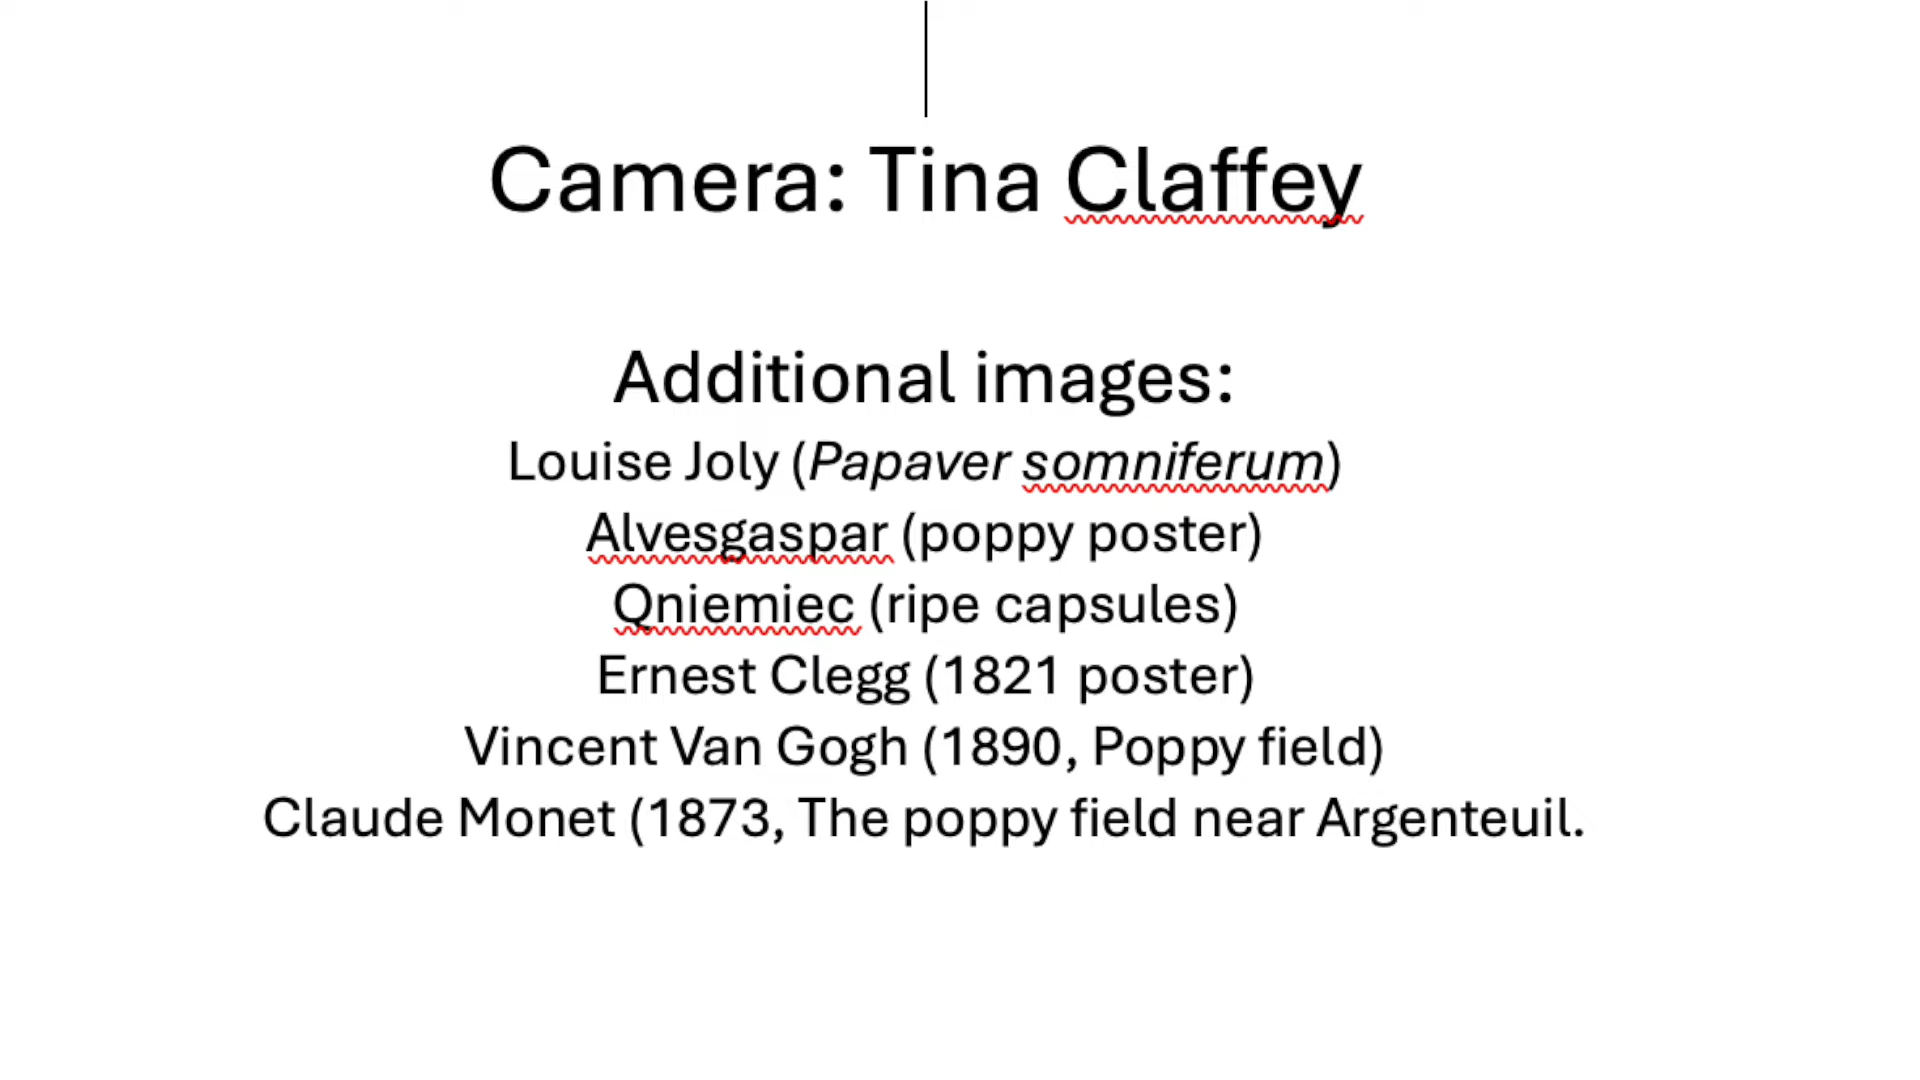 Camera: Tina Claffey
Additional images:
Louise Joly (Papaver somniferum)
Alvesgaspar (poppy poster)
Qniemiec (ripe capsules)
Ernest Clegg (1821 poster)
Vincent Van Gogh (1890, Poppy field)
Claude Monet (1873, The poppy field near Argenteuil.